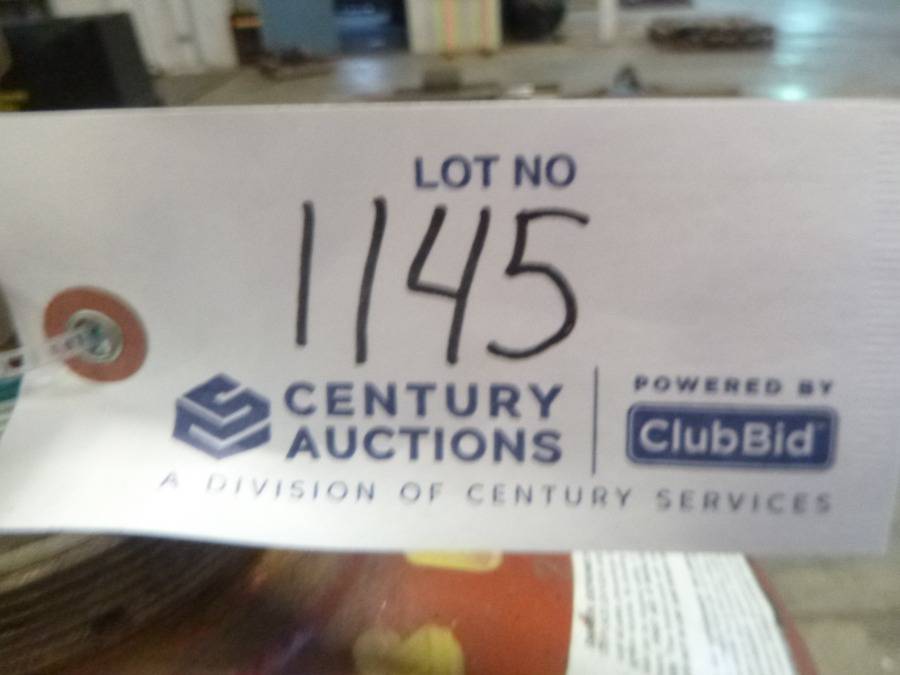 LOT NO
1145
CENTURY
AUCTIONS
POWERED BY
ClubBid
A DIVISION OF CENTURY SERVICES